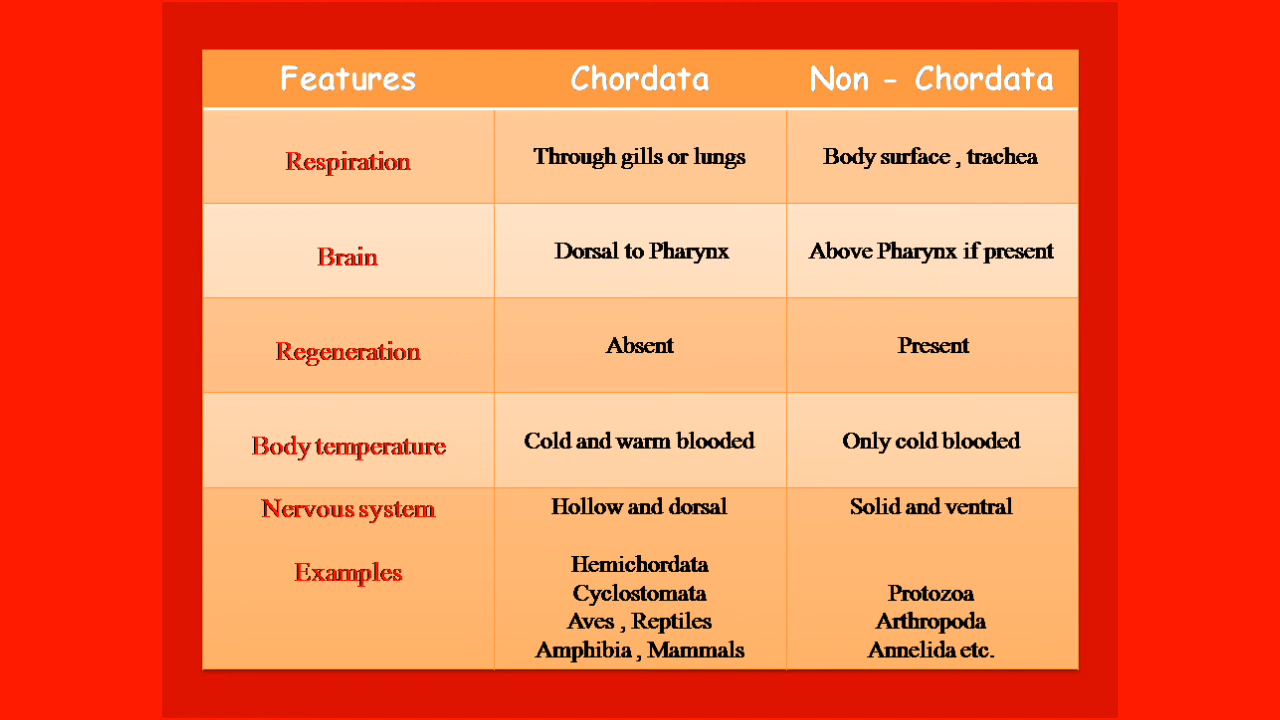 Features Chordata Non - Chordata
Respiration Through gills or lungs Body surface , trachea
Brain Dorsal to Pharynx Above Pharynx if present
Regeneration Absent Present
Body temperature Cold and warm blooded Only cold blooded
Nervous system Hollow and dorsal Solid and ventral
Examples Hemichordata
Cyclostomata Protozoa
Aves , Reptiles Arthropoda
Amphibia , Mammals Annelida etc.